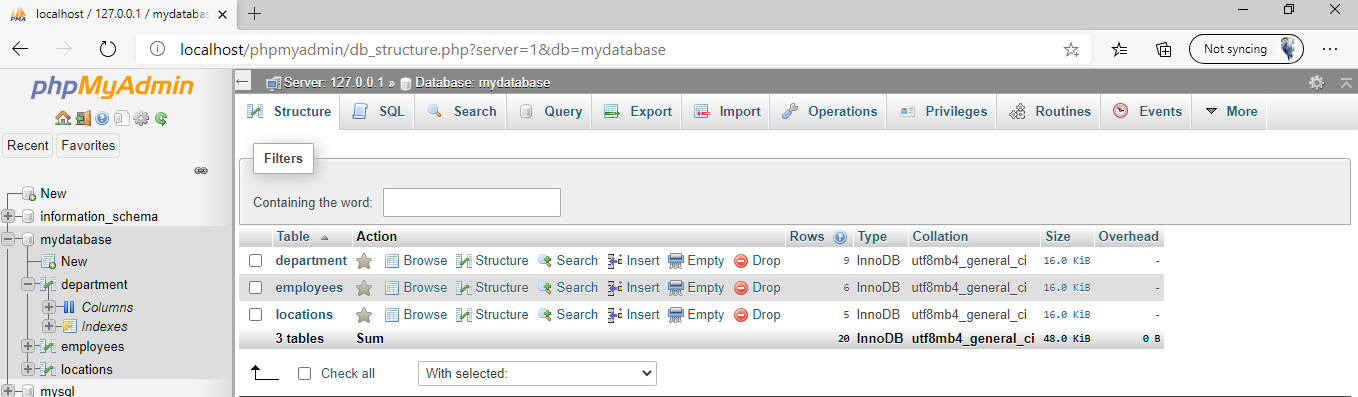 localhost / 127.0.0.1 / mydatabas
localhost/phpmyadmin/db_structure.php?server=1&db=mydatabase
Not syncing
phpMyAdmin
Recent Favorites
New
information_schema
mydatabase
New
department
Columns
Indexes
employees
locations
mysql
Server: 127.0.0.1 » Database: mydatabase
Structure SQL Search Query Export Import Operations Privileges Routines Events More
Filters
Containing the word:
Table Action Rows Type Collation Size Overhead
department Browse Structure Search Insert Empty Drop 9 InnoDB utf8mb4_general_ci 16.0 KiB -
employees Browse Structure Search Insert Empty Drop 6 InnoDB utf8mb4_general_ci 16.0 KiB -
locations Browse Structure Search Insert Empty Drop 5 InnoDB utf8mb4_general_ci 16.0 KiB -
3 tables Sum 20 InnoDB utf8mb4_general_ci 48.0 KiB 0 B
Check all With selected: